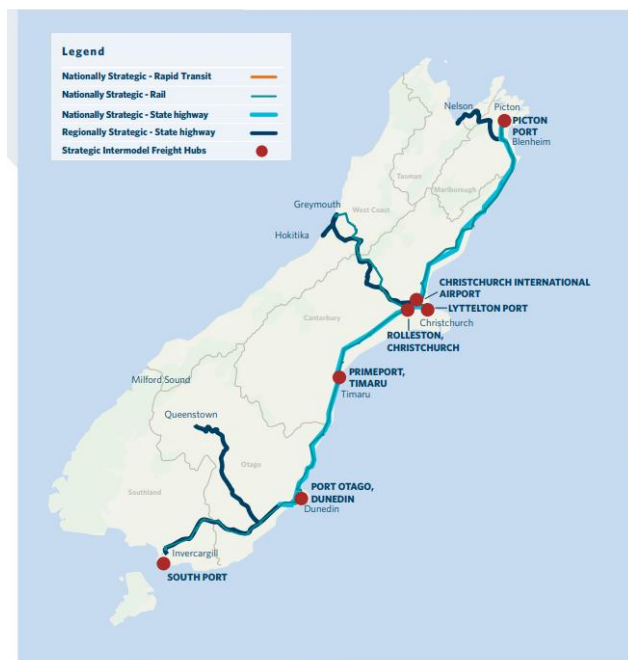 Legend
Nationally Strategic - Rapid Transit
Nationally Strategic - Rail
Nationally Strategic - State highway
Regionally Strategic - State highway
Strategic Intermodel Freight Hubs
Nelson
Picton
PICTON
PORT
Blenheim
Tasman
Marlborough
Greymouth
West Coast
Hokitika
CHRISTCHURCH INTERNATIONAL
AIRPORT
LYTTELTON PORT
Christchurch
ROLLESTON,
CHRISTCHURCH
Canterbury
PRIMEPORT,
TIMARU
Timaru
Milford Sound
Queenstown
Otago
PORT OTAGO,
DUNEDIN
Dunedin
Southland
Invercargill
SOUTH PORT